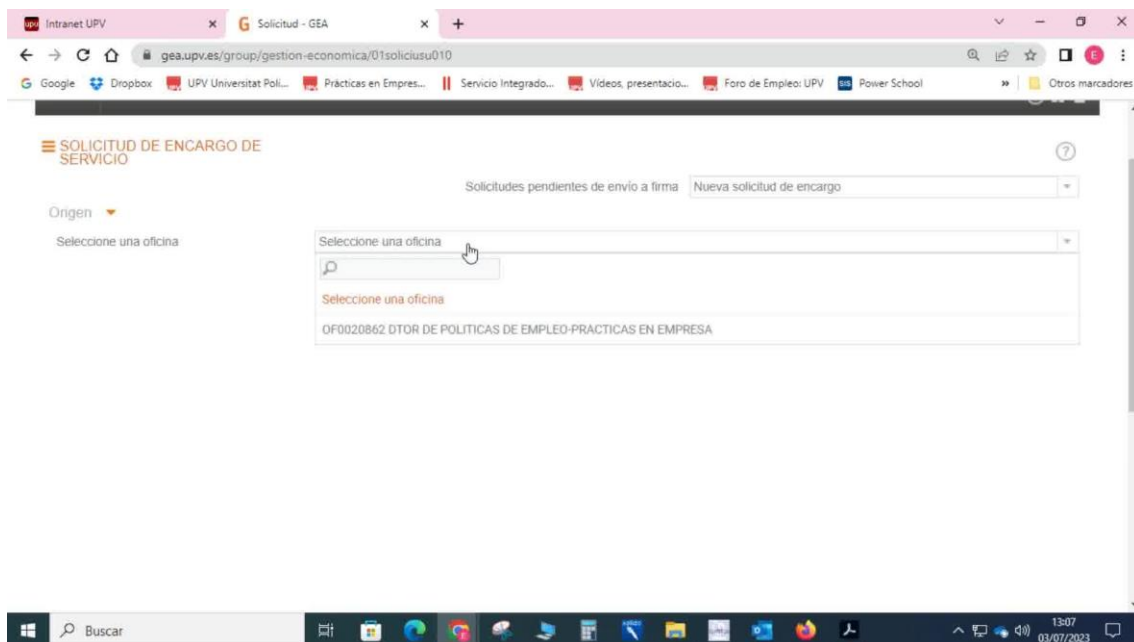 upv Intranet UPV
G Solicitud - GEA
gea.upv.es/group/gestion-economica/01soliciusu010
E
Google
Dropbox
UPV Universitat Polí...
Prácticas en Empres...
Servicio Integrado...
Vídeos, presentacio...
Foro de Empleo: UPV
SIS Power School
»
Otros marcadores
SOLICITUD DE ENCARGO DE
SERVICIO
?
Solicitudes pendientes de envío a firma Nueva solicitud de encargo
Origen
Seleccione una oficina Seleccione una oficina
Seleccione una oficina
OF0020862 DTOR DE POLITICAS DE EMPLEO-PRACTICAS EN EMPRESA
Buscar
13:07
03/07/2023